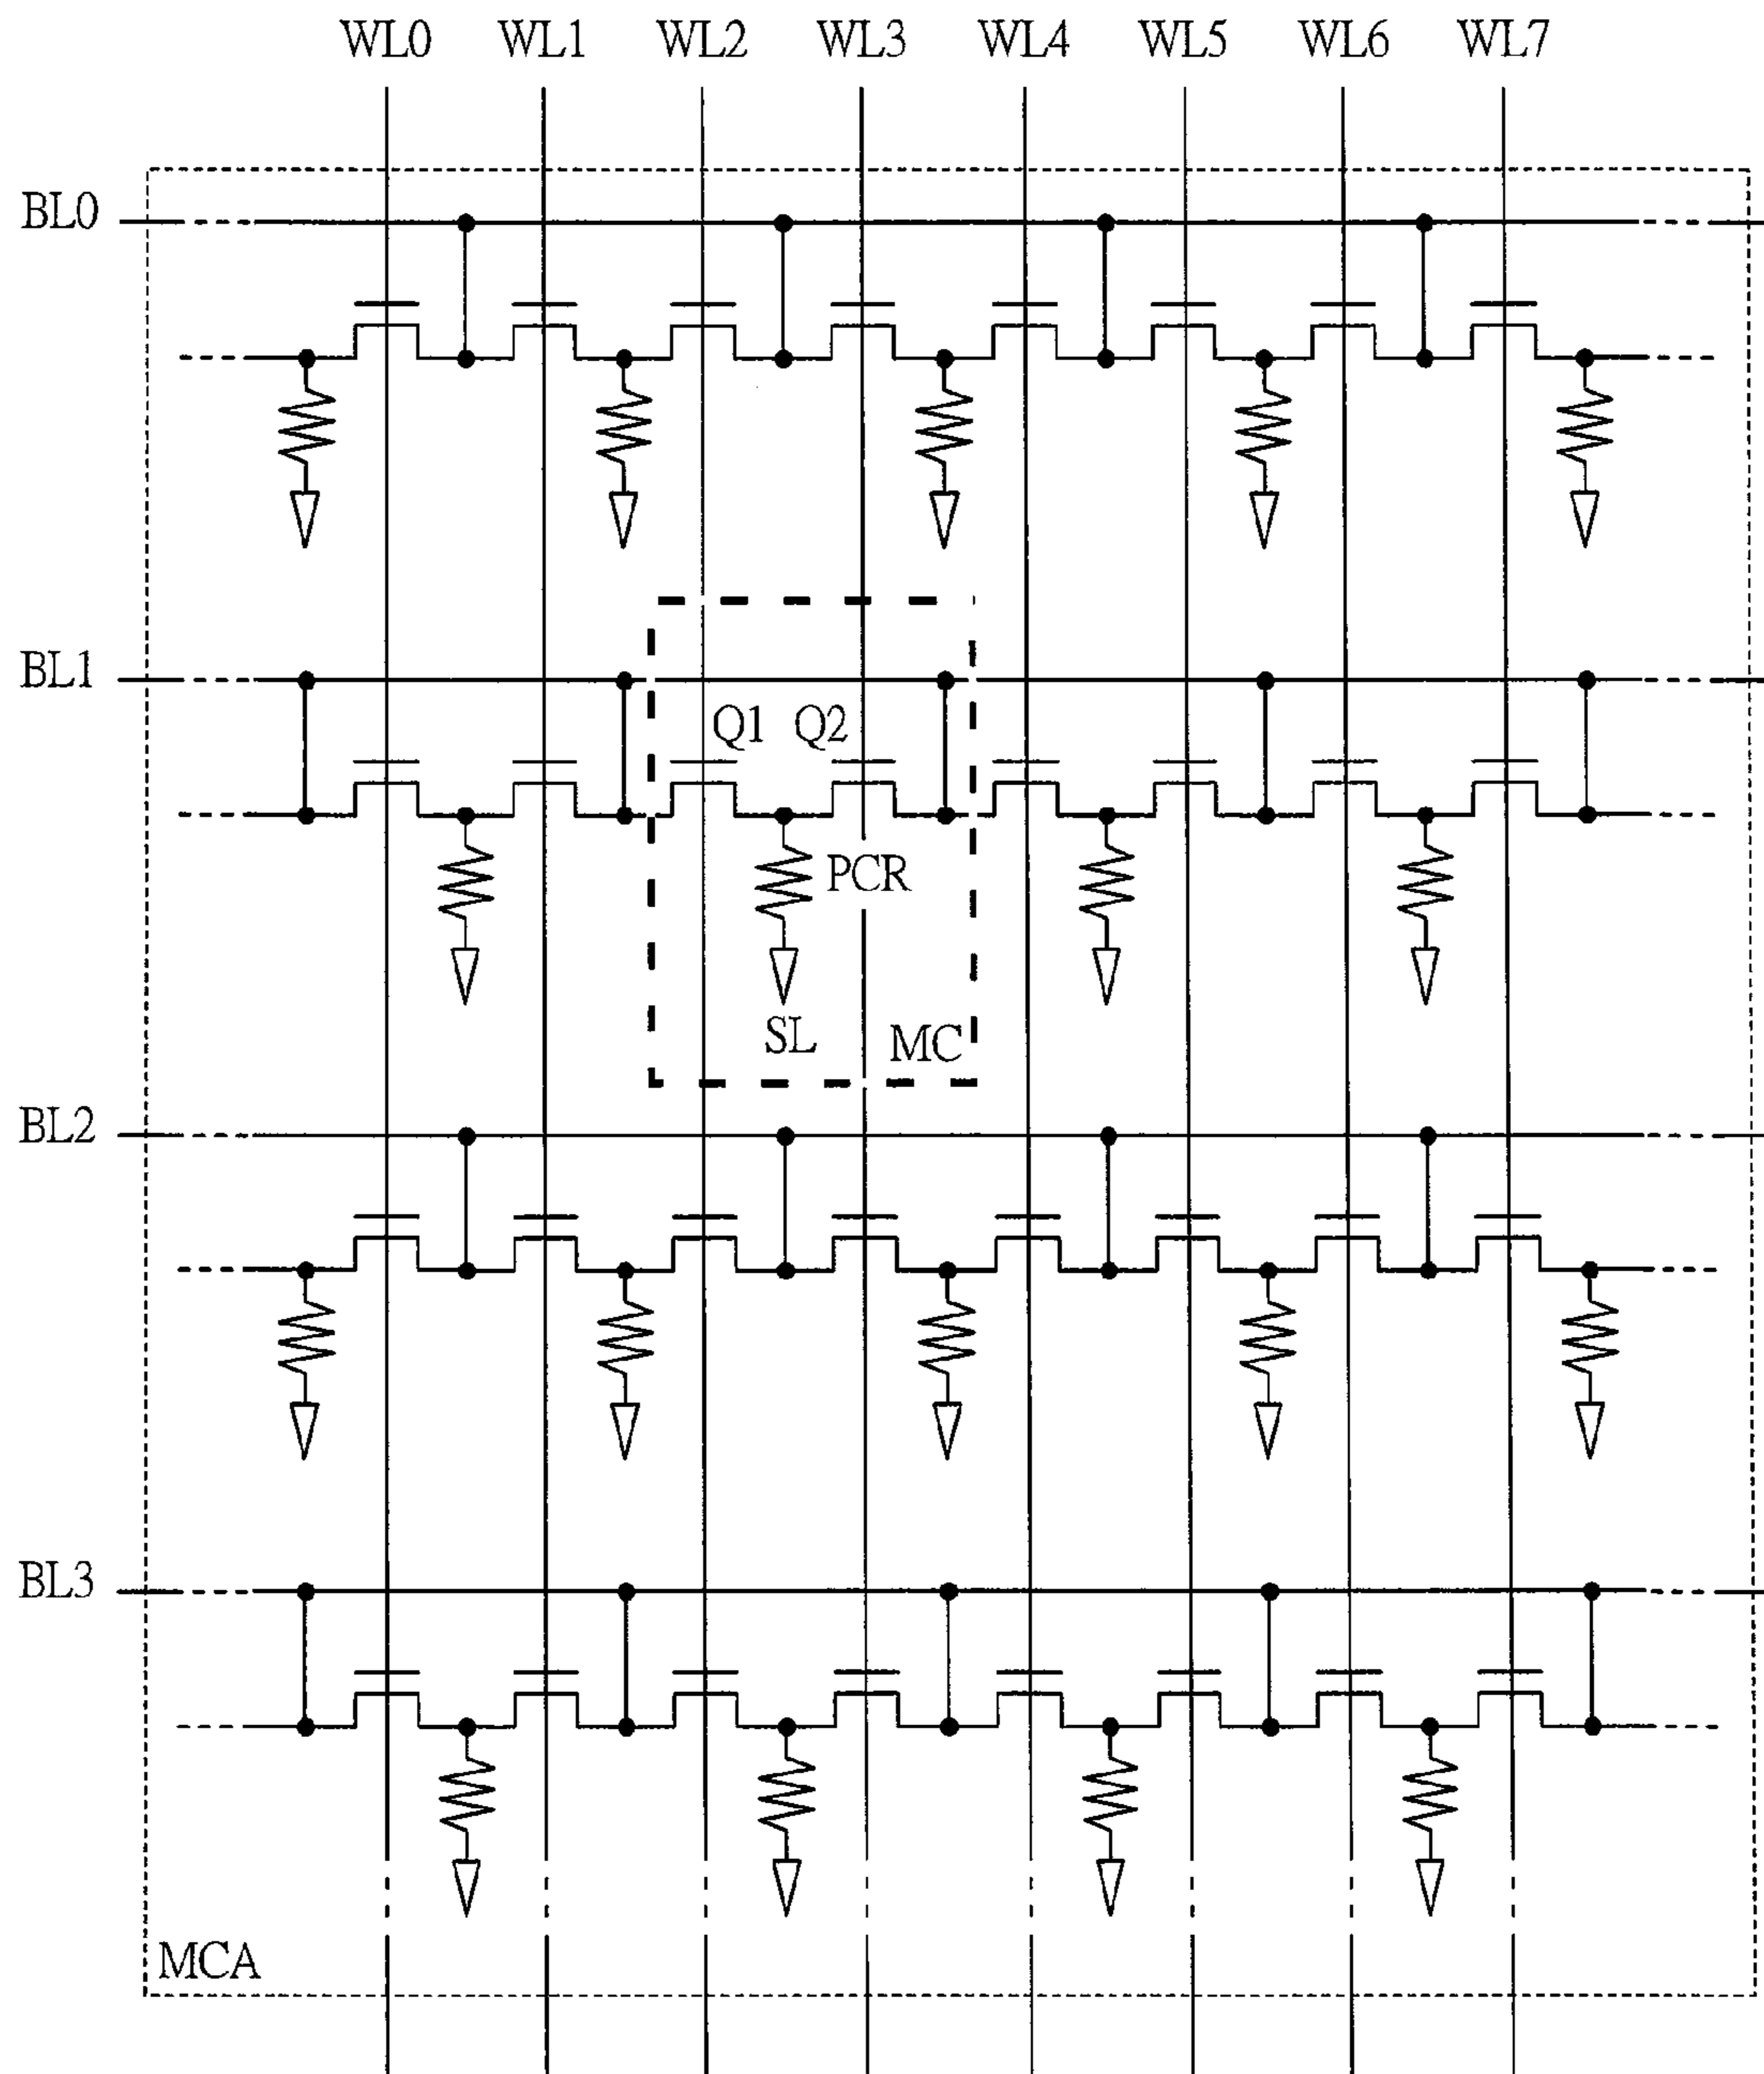 WL0 WL1 WL2 WL3 WL4 WL5 WL6 WL7
BL0
BL1
Q1 Q2
PCR
SL
MC
BL2
BL3
MCA